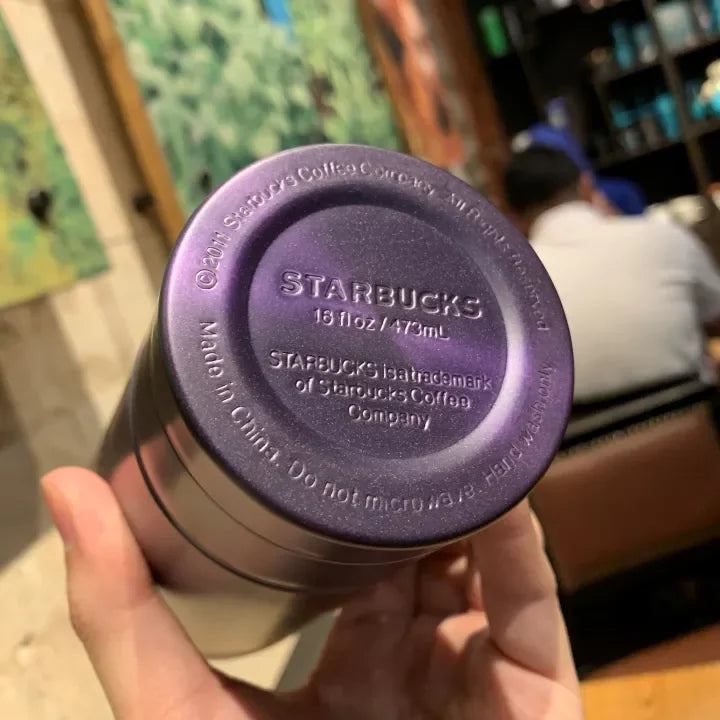 ©2011 Starbucks Coffee Company All Rights Reserved
STARBUCKS
16 fl oz / 473mL
STARBUCKS is a trademark
of Starbucks Coffee
Company
Made in China. Do not microwave. Hand wash only